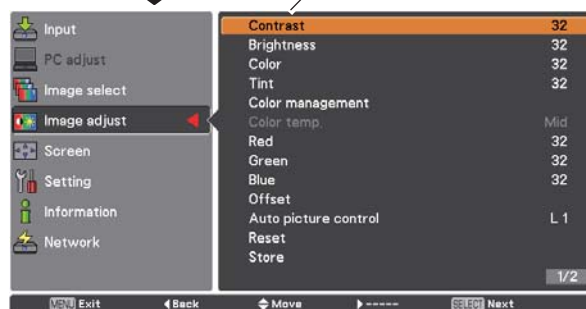 Input
PC adjust
Image select
Image adjust
Screen
Setting
Information
Network
Contrast 32
Brightness 32
Color 32
Tint 32
Color management
Color temp. Mid
Red 32
Green 32
Blue 32
Offset
Auto picture control L 1
Reset
Store
1/2
MENU Exit ◀Back Move ▶----- SELECT Next